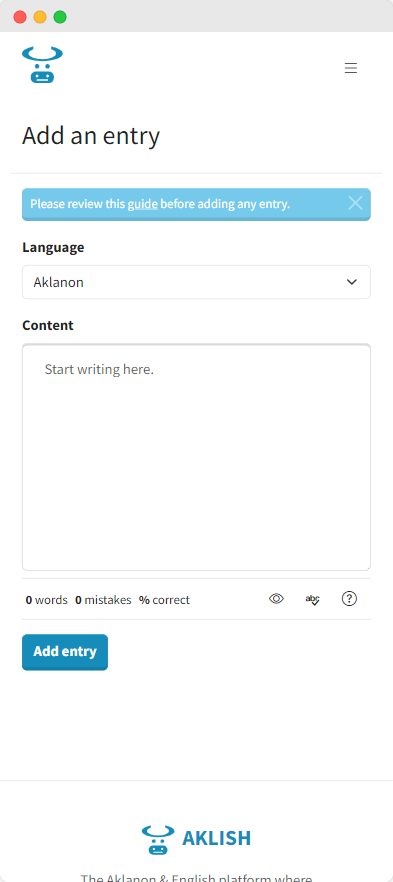 Add an entry
Please review this guide before adding any entry.
Language
Aklanon
Content
Start writing here.
0 words 0 mistakes % correct
abc
?
Add entry
AKLISH
The Aklanon & English platform where